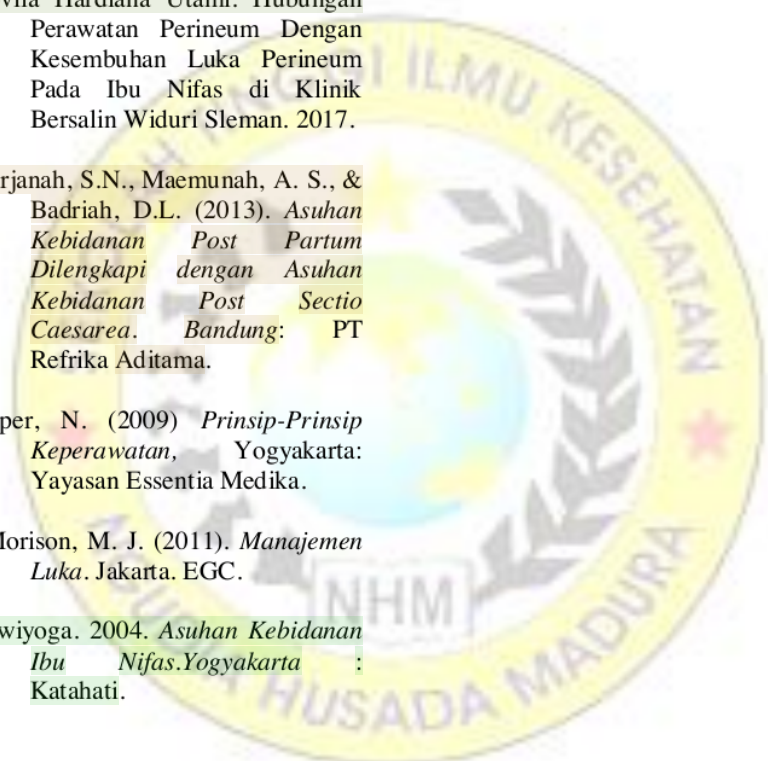 vita Hardiana Utami. Hubungan
Perawatan Perineum Dengan
Kesembuhan Luka Perineum
Pada Ibu Nifas di Klinik
Bersalin Widuri Sleman. 2017.
rjanah, S.N., Maemunah, A. S., &
Badriah, D.L. (2013). Asuhan
Kebidanan Post Partum
Dilengkapi dengan Asuhan
Kebidanan Post Sectio
Caesarea. Bandung: PT
Refrika Aditama.
per, N. (2009) Prinsip-Prinsip
Keperawatan, Yogyakarta:
Yayasan Essentia Medika.
Morison, M. J. (2011). Manajemen
Luka. Jakarta. EGC.
wiyoga. 2004. Asuhan Kebidanan
Ibu Nifas.Yogyakarta :
Katahati.
TINGGI ILMU KESEHATAN
NHM
HUSADA MADURA